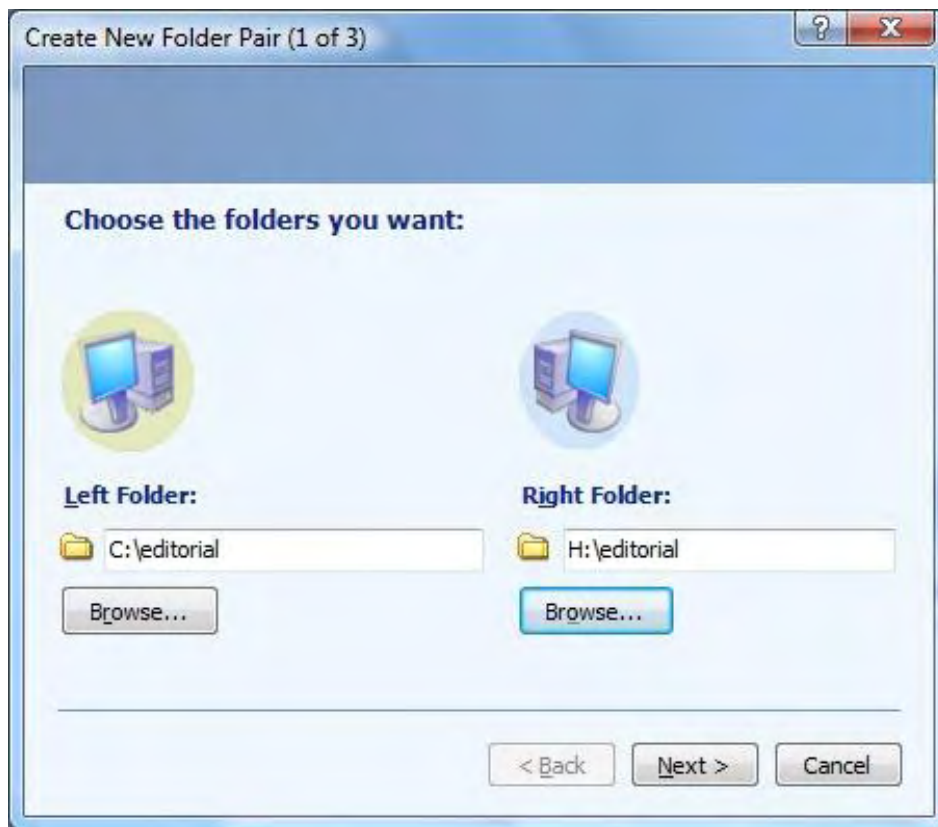 Create New Folder Pair (1 of 3)
?
X
Choose the folders you want:
Left Folder:
Right Folder:
C:\editorial
H:\editorial
Browse...
Browse...
< Back
Next >
Cancel